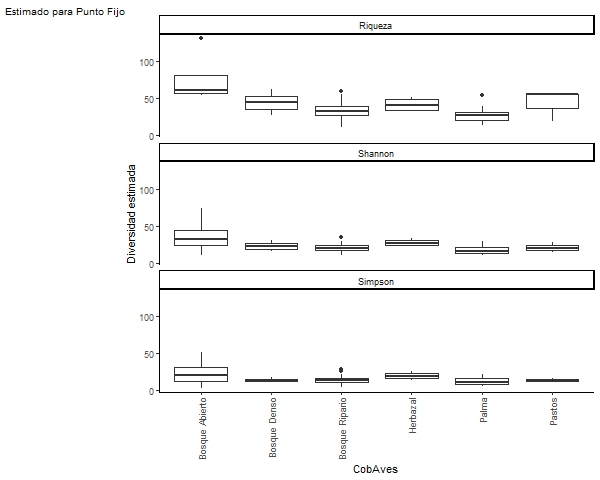 Estimado para Punto Fijo
Riqueza
100
50
0
Shannon
100
50
0
Simpson
100
50
0
Diversidad estimada
Bosque Abierto
Bosque Denso
Bosque Ripario
Herbazal
Palma
Pastos
CobAves